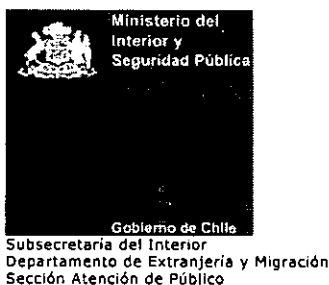 Ministerio del
Interior y
Seguridad Pública
Gobierno de Chile
Subsecretaría del Interior
Departamento de Extranjería y Migración
Sección Atención de Público